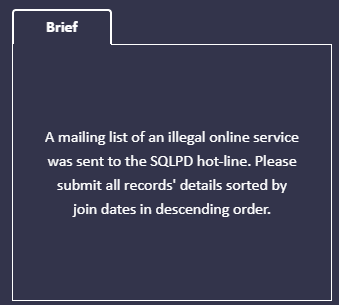 Brief
A mailing list of an illegal online service
was sent to the SQLPD hot-line. Please
submit all records' details sorted by
join dates in descending order.